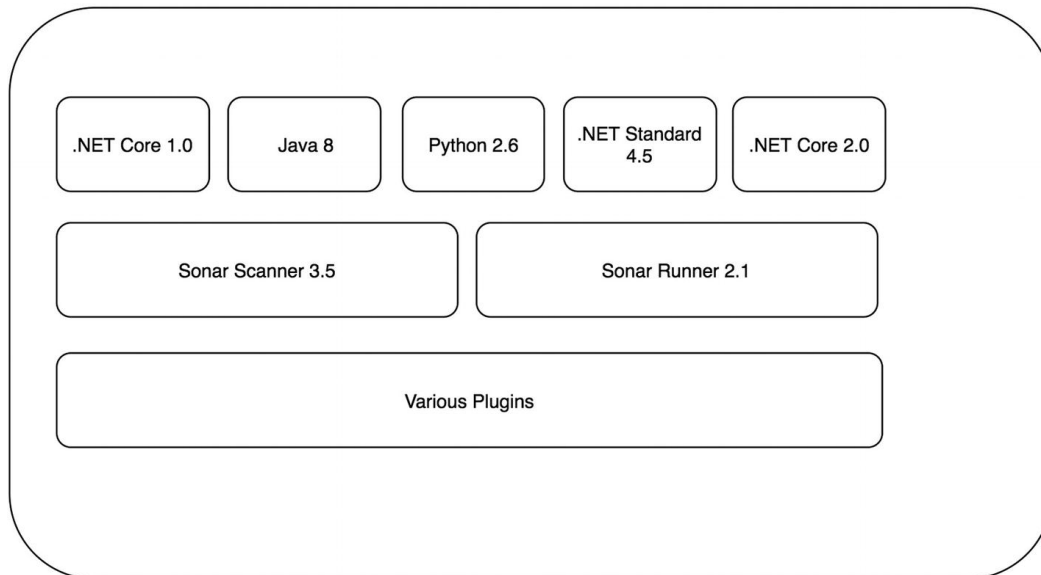 .NET Core 1.0
Java 8
Python 2.6
.NET Standard
4.5
.NET Core 2.0
Sonar Scanner 3.5
Sonar Runner 2.1
Various Plugins